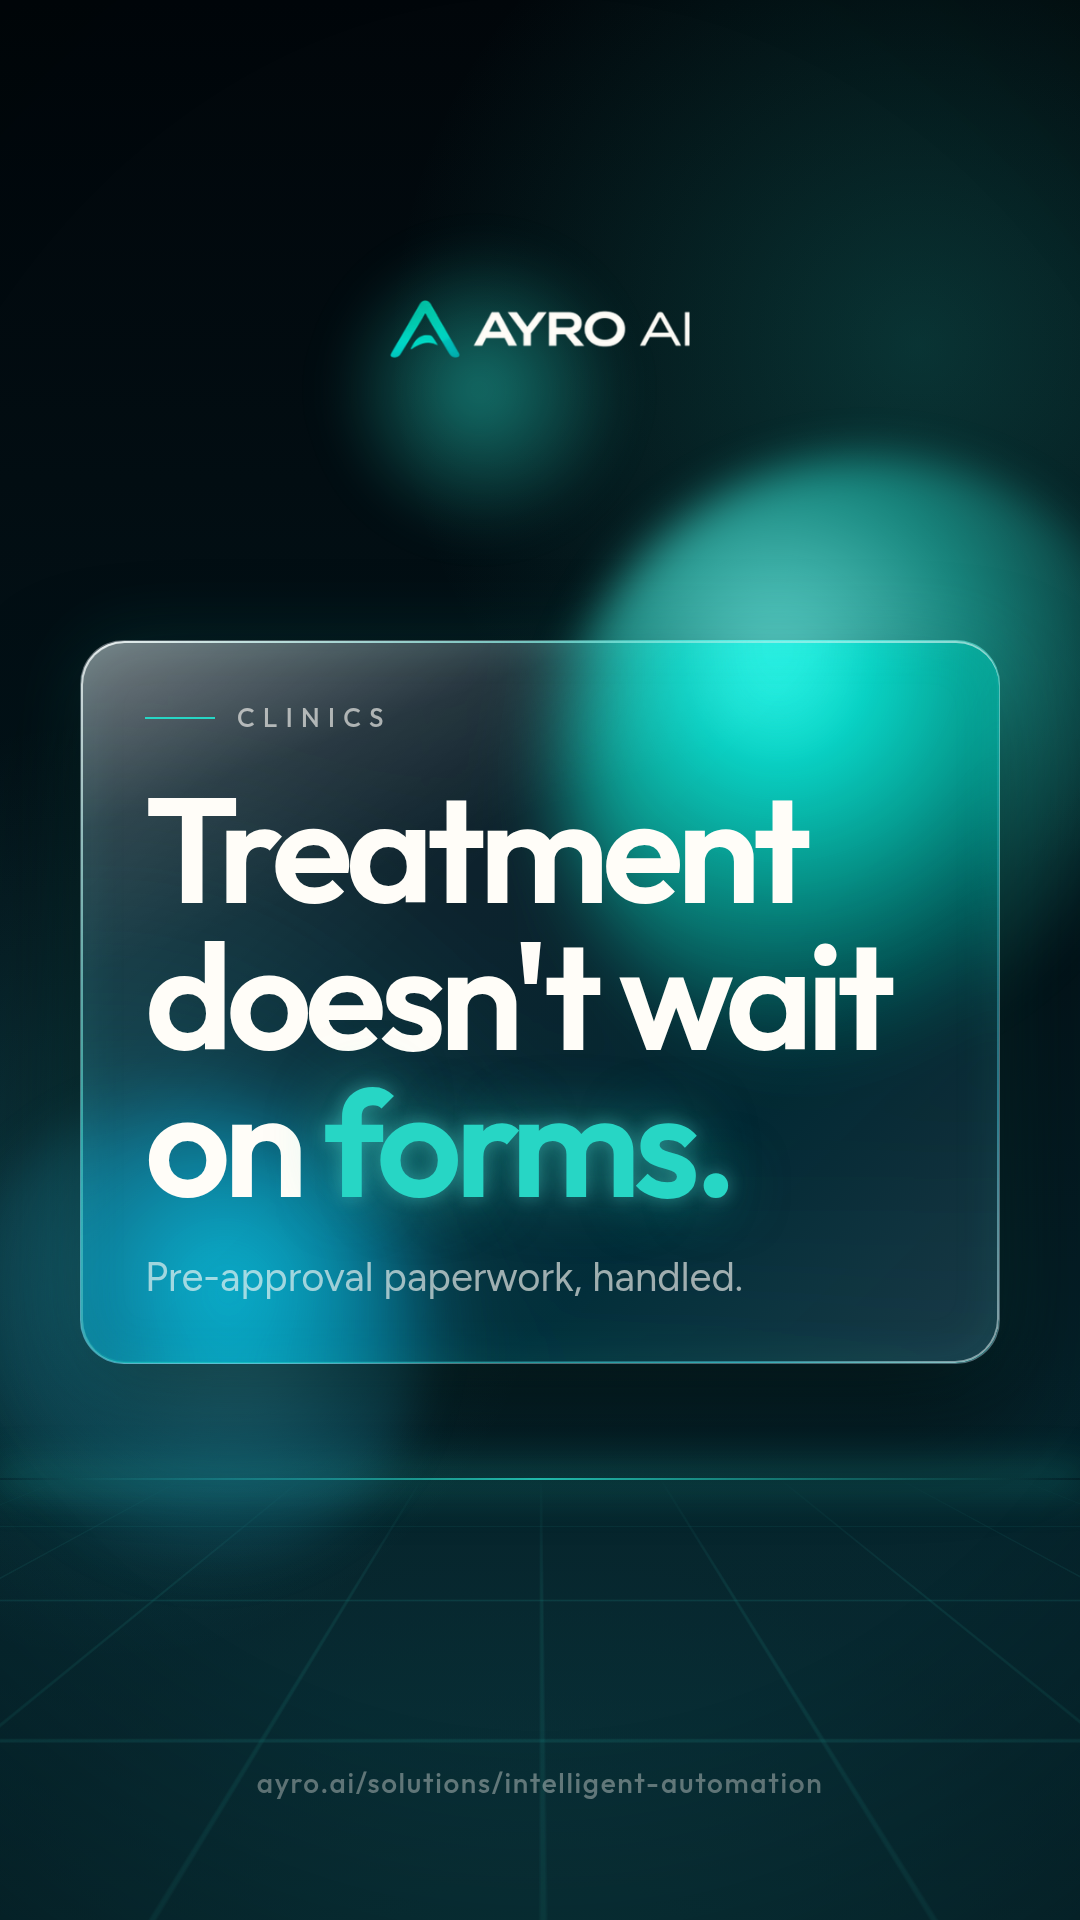 AYRO AI
CLINICS
Treatment
doesn't wait
on forms.
Pre-approval paperwork, handled.
ayro.ai/solutions/intelligent-automation